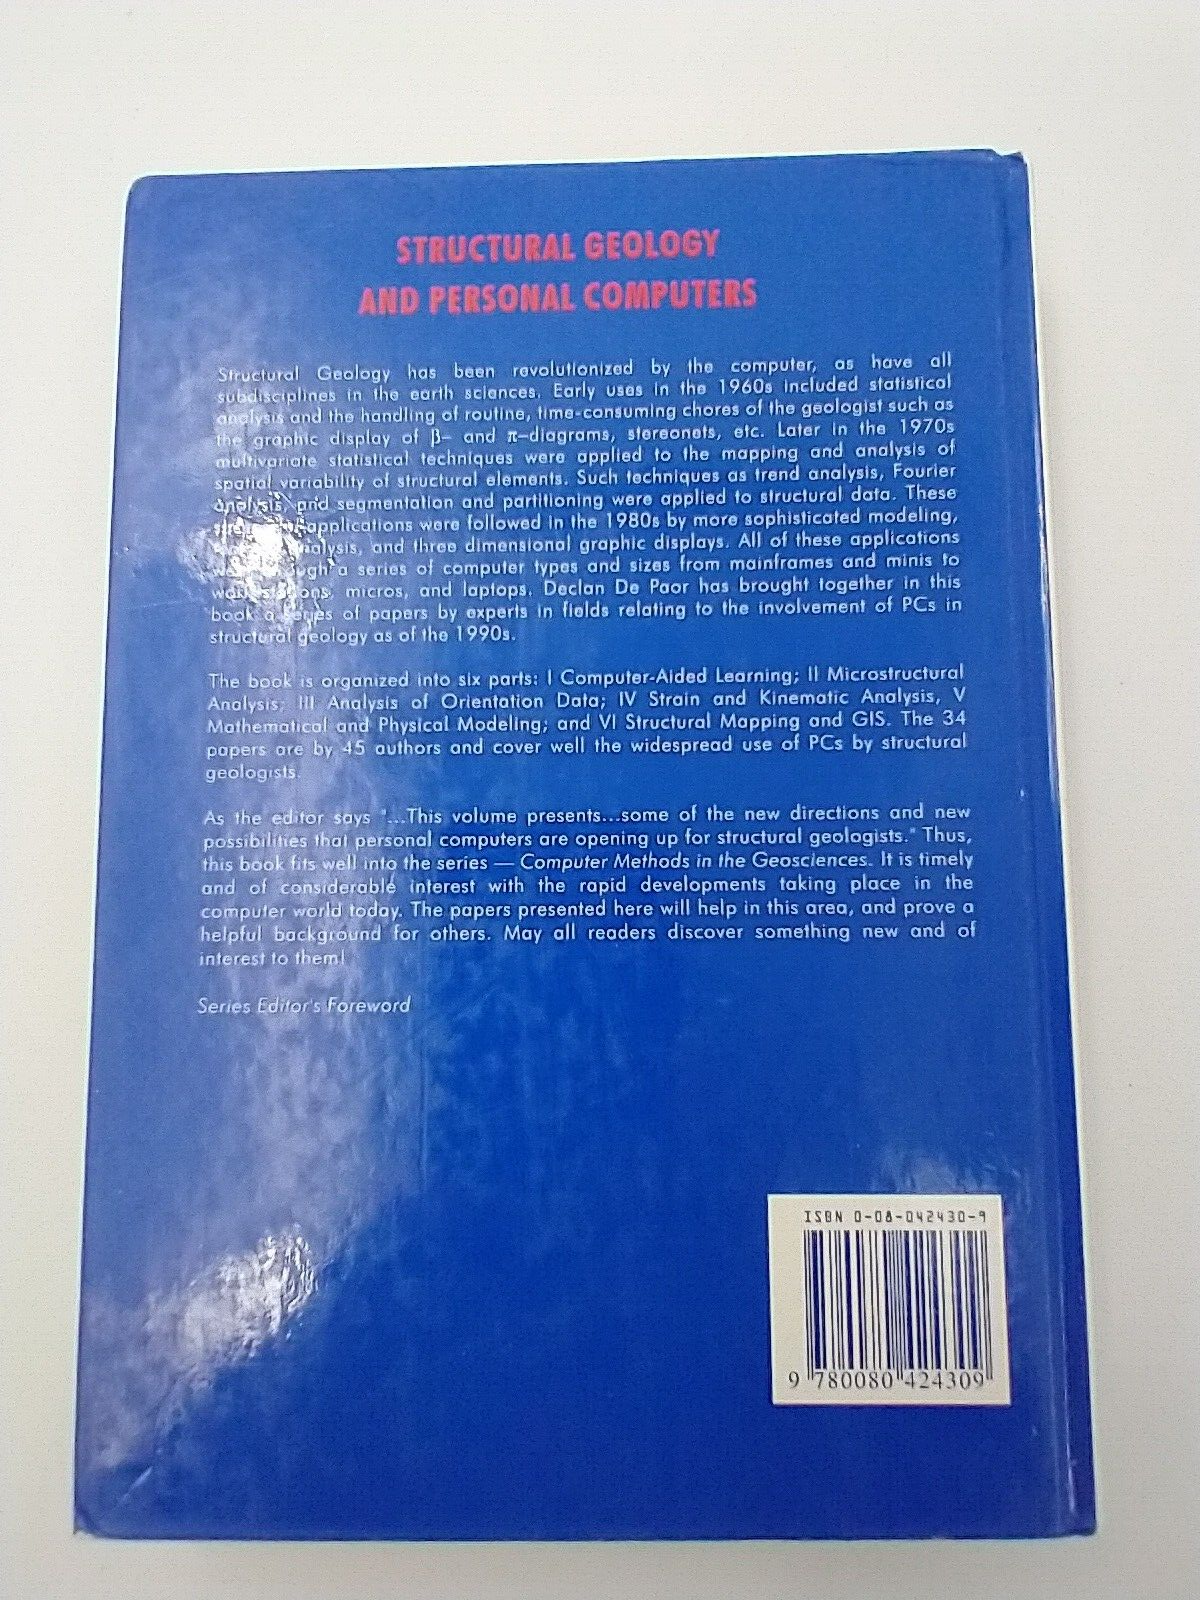 STRUCTURAL GEOLOGY
AND PERSONAL COMPUTERS
Structural Geology has been revolutionized by the computer, as have all
subdisciplines in the earth sciences. Early uses in the 1960s included statistical
analysis and the handling of routine, time-consuming chores of the geologist such as
the graphic display of β– and π–diagrams, stereonets, etc. Later in the 1970s
multivariate statistical techniques were applied to the mapping and analysis of
spatial variability of structural elements. Such techniques as trend analysis, Fourier
analysis, and segmentation and partitioning were applied to structural data. These
applications were followed in the 1980s by more sophisticated modeling,
analysis, and three dimensional graphic displays. All of these applications
a series of computer types and sizes from mainframes and minis to
workstations, micros, and laptops. Declan De Paor has brought together in this
book a series of papers by experts in fields relating to the involvement of PCs in
structural geology as of the 1990s.
The book is organized into six parts: I Computer-Aided Learning; II Microstructural
Analysis; III Analysis of Orientation Data; IV Strain and Kinematic Analysis, V
Mathematical and Physical Modeling; and VI Structural Mapping and GIS. The 34
papers are by 45 authors and cover well the widespread use of PCs by structural
geologists.
As the editor says "...This volume presents...some of the new directions and new
possibilities that personal computers are opening up for structural geologists." Thus,
this book fits well into the series — Computer Methods in the Geosciences. It is timely
and of considerable interest with the rapid developments taking place in the
computer world today. The papers presented here will help in this area, and prove a
helpful background for others. May all readers discover something new and of
interest to them!
Series Editor's Foreword
ISBN 0-08-042430-9
9 780080 424309